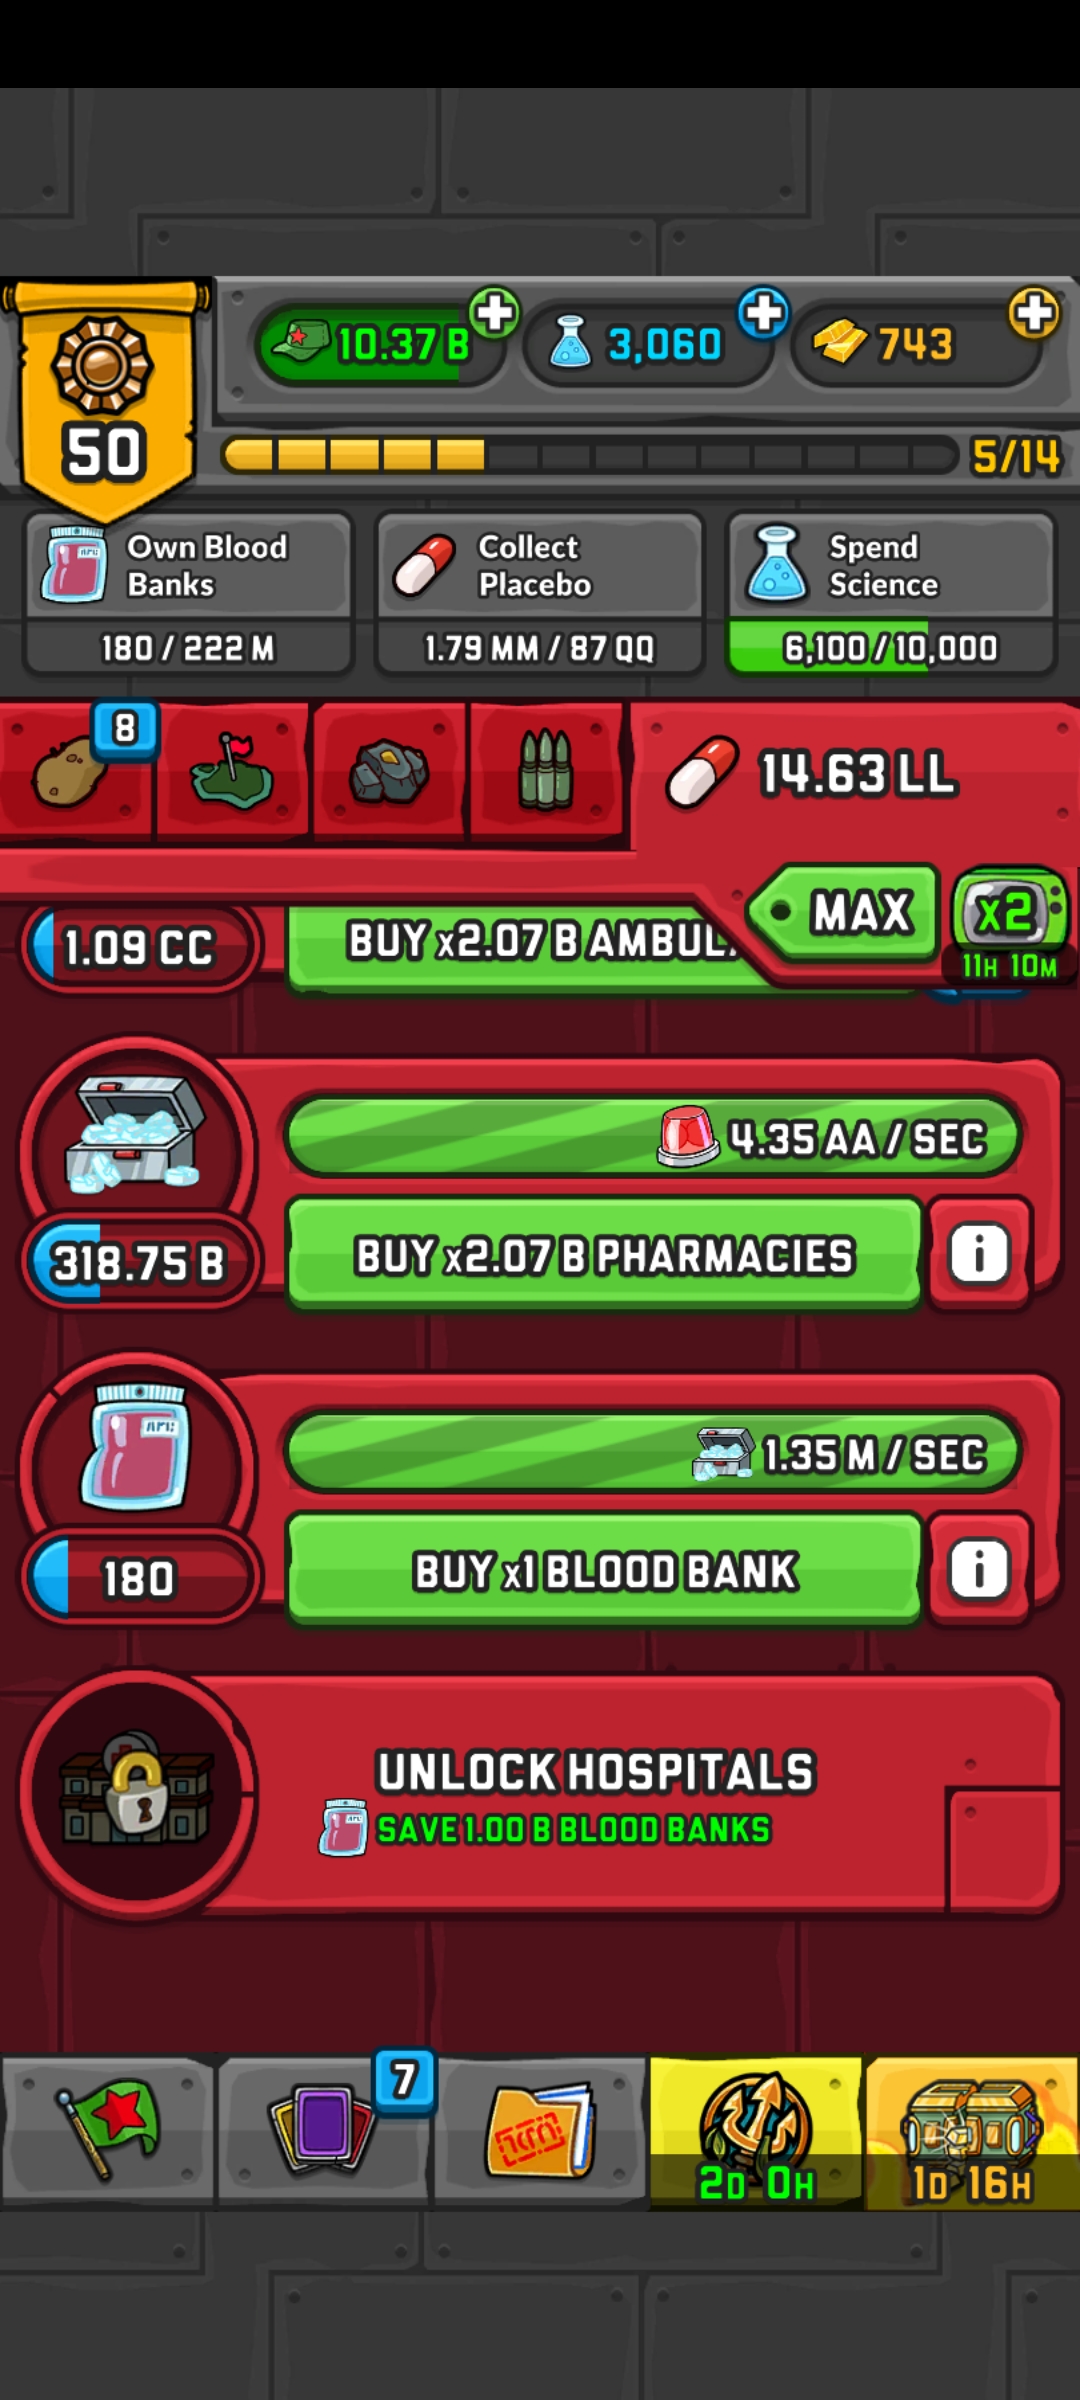 10.37 B
3,060
743
50
5/14
Own Blood
Banks
180 / 222 M
Collect
Placebo
1.79 MM / 87 QQ
Spend
Science
6,100 / 10,000
8
14.63 LL
MAX
x2
11H 10M
1.09 CC
BUY x2.07 B AMBUL
4.35 AA / SEC
318.75 B
BUY x2.07 B PHARMACIES
i
1.35 M / SEC
180
BUY x1 BLOOD BANK
i
UNLOCK HOSPITALS
SAVE 1.00 B BLOOD BANKS
7
2D 0H
1D 16H